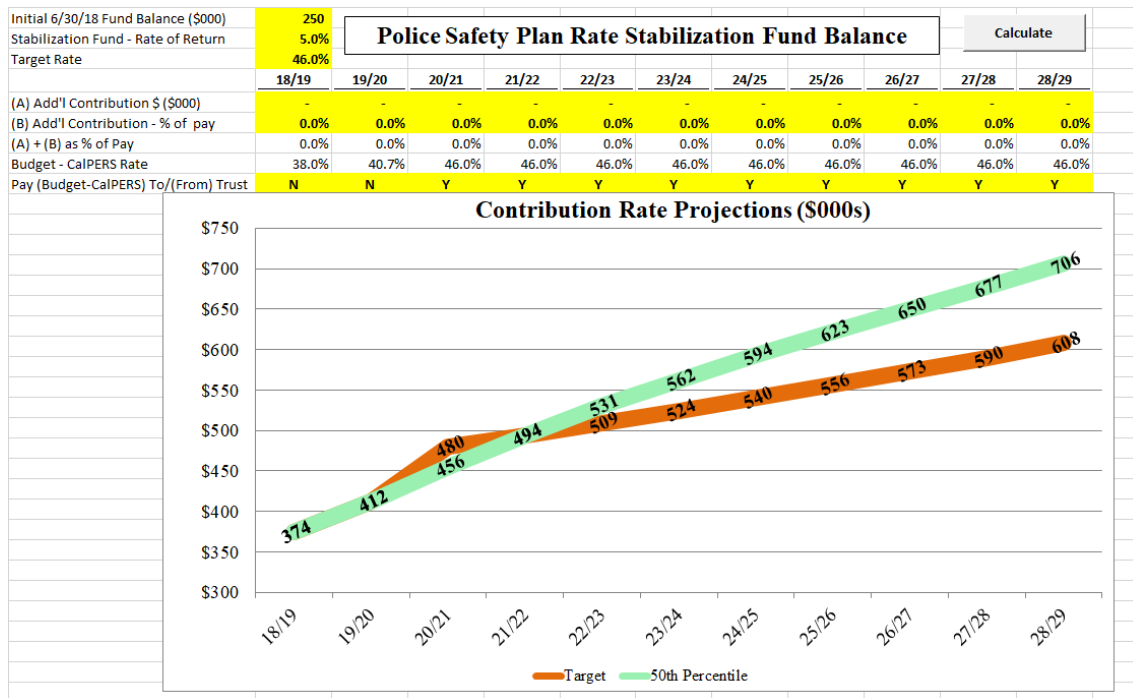 Initial 6/30/18 Fund Balance ($000) 250
Stabilization Fund - Rate of Return 5.0%
Target Rate 46.0%
Police Safety Plan Rate Stabilization Fund Balance
Calculate
18/19 19/20 20/21 21/22 22/23 23/24 24/25 25/26 26/27 27/28 28/29
(A) Add'l Contribution $ ($000) - - - - - - - - - - -
(B) Add'l Contribution - % of pay 0.0% 0.0% 0.0% 0.0% 0.0% 0.0% 0.0% 0.0% 0.0% 0.0% 0.0%
(A) + (B) as % of Pay 0.0% 0.0% 0.0% 0.0% 0.0% 0.0% 0.0% 0.0% 0.0% 0.0% 0.0%
Budget - CalPERS Rate 38.0% 40.7% 46.0% 46.0% 46.0% 46.0% 46.0% 46.0% 46.0% 46.0% 46.0%
Pay (Budget-CalPERS) To/(From) Trust N N Y Y Y Y Y Y Y Y Y
Contribution Rate Projections ($000s)
$750
$700
$650
$600
$550
$500
$450
$400
$350
$300
374 412 456 494 531 562 594 623 650 677 706
480 509 524 540 556 573 590 608
18/19 19/20 20/21 21/22 22/23 23/24 24/25 25/26 26/27 27/28 28/29
Target 50th Percentile